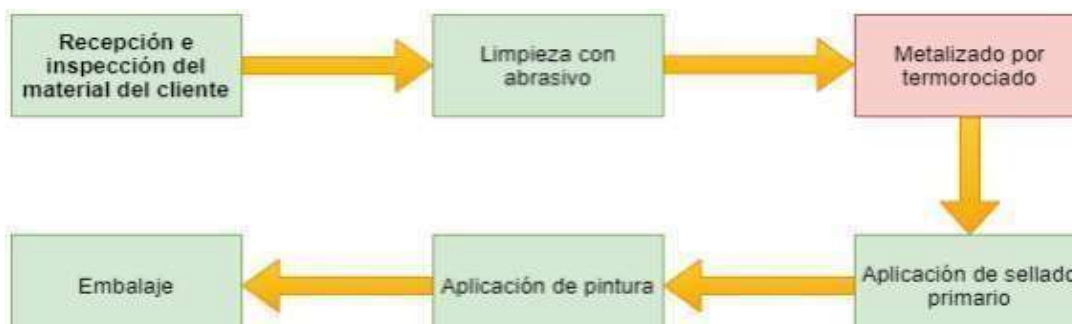 Recepción e
inspección del
material del cliente
Limpieza con
abrasivo
Metalizado por
termorociado
Aplicación de sellado
primario
Aplicación de pintura
Embalaje